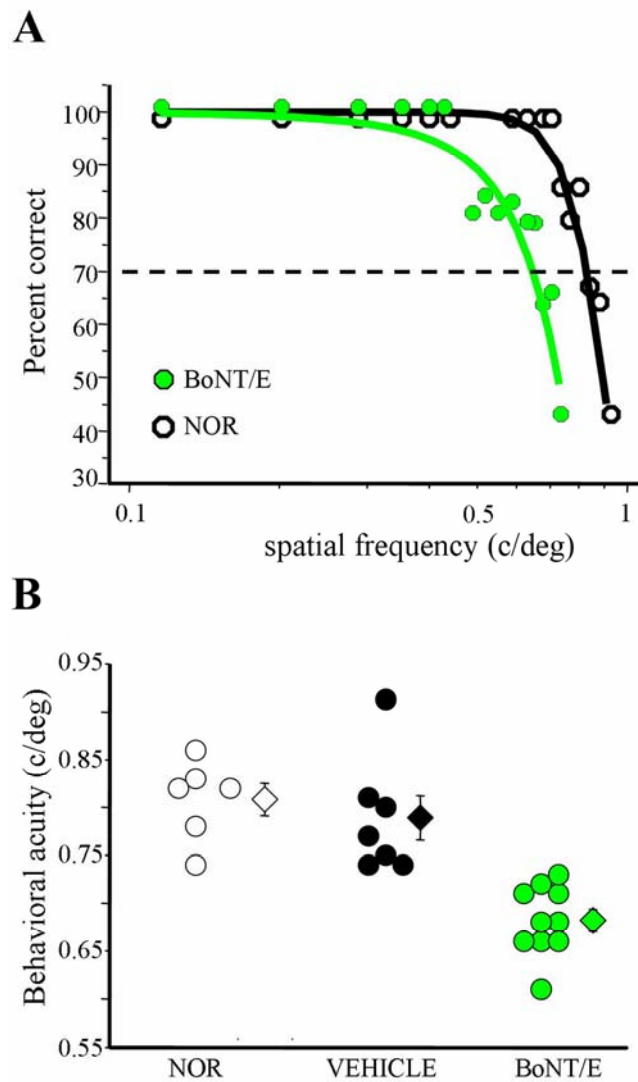 A
Percent correct
100
90
80
70
60
50
40
30
BoNT/E
NOR
0.1
0.5
1
spatial frequency (c/deg)
B
Behavioral acuity (c/deg)
0.95
0.85
0.75
0.65
0.55
NOR
VEHICLE
BoNT/E